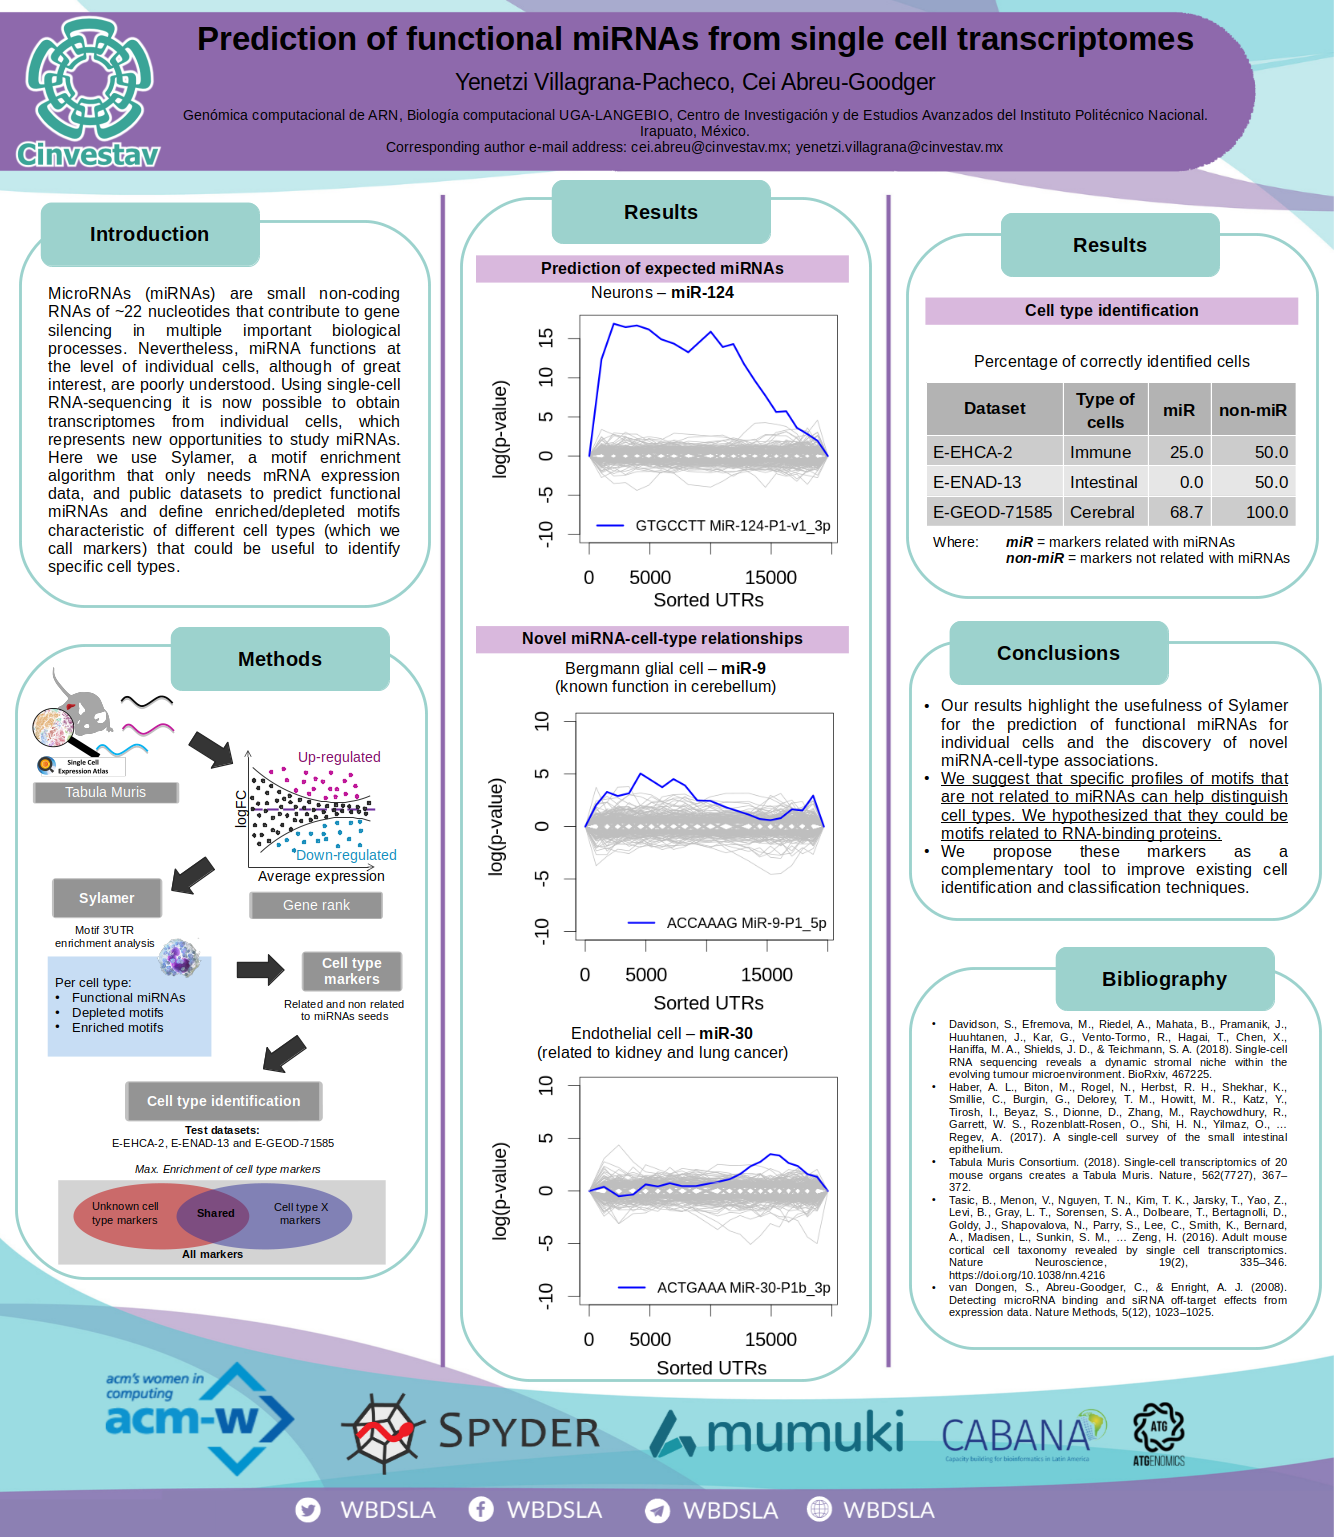 Prediction of functional miRNAs from single cell transcriptomes
Yenetzi Villagrana-Pacheco, Cei Abreu-Goodger
Genómica computacional de ARN, Biología computacional UGA-LANGEBIO, Centro de Investigación y de Estudios Avanzados del Instituto Politécnico Nacional.
Irapuato, México.
Corresponding author e-mail address: cei.abreu@cinvestav.mx; yenetzi.villagrana@cinvestav.mx
Cinvestav
Introduction
MicroRNAs (miRNAs) are small non-coding
RNAs of ~22 nucleotides that contribute to gene
silencing in multiple important biological
processes. Nevertheless, miRNA functions at
the level of individual cells, although of great
interest, are poorly understood. Using single-cell
RNA-sequencing it is now possible to obtain
transcriptomes from individual cells, which
represents new opportunities to study miRNAs.
Here we use Sylamer, a motif enrichment
algorithm that only needs mRNA expression
data, and public datasets to predict functional
miRNAs and define enriched/depleted motifs
characteristic of different cell types (which we
call markers) that could be useful to identify
specific cell types.
Methods
Single Cell
Expression Atlas
Tabula Muris
Up-regulated
logFC
Down-regulated
Average expression
Gene rank
Sylamer
Motif 3'UTR
enrichment analysis
Per cell type:
• Functional miRNAs
• Depleted motifs
• Enriched motifs
Cell type
markers
Related and non related
to miRNAs seeds
Cell type identification
Test datasets:
E-EHCA-2, E-ENAD-13 and E-GEOD-71585
Max. Enrichment of cell type markers
Unknown cell
type markers
Shared
Cell type X
markers
All markers
Results
Prediction of expected miRNAs
Neurons – miR-124
log(p-value)
15
10
5
0
-5
-10
GTGCCTT MiR-124-P1-v1_3p
0 5000 15000
Sorted UTRs
Novel miRNA-cell-type relationships
Bergmann glial cell – miR-9
(known function in cerebellum)
log(p-value)
10
5
0
-5
-10
ACCAAAG MiR-9-P1_5p
0 5000 15000
Sorted UTRs
Endothelial cell – miR-30
(related to kidney and lung cancer)
log(p-value)
10
5
0
-5
-10
ACTGAAA MiR-30-P1b_3p
0 5000 15000
Sorted UTRs
Results
Cell type identification
Percentage of correctly identified cells
Dataset Type of cells miR non-miR
E-EHCA-2 Immune 25.0 50.0
E-ENAD-13 Intestinal 0.0 50.0
E-GEOD-71585 Cerebral 68.7 100.0
Where: miR = markers related with miRNAs
non-miR = markers not related with miRNAs
Conclusions
• Our results highlight the usefulness of Sylamer
for the prediction of functional miRNAs for
individual cells and the discovery of novel
miRNA-cell-type associations.
• We suggest that specific profiles of motifs that
are not related to miRNAs can help distinguish
cell types. We hypothesized that they could be
motifs related to RNA-binding proteins.
• We propose these markers as a
complementary tool to improve existing cell
identification and classification techniques.
Bibliography
• Davidson, S., Efremova, M., Riedel, A., Mahata, B., Pramanik, J.,
Huuhtanen, J., Kar, G., Vento-Tormo, R., Hagai, T., Chen, X.,
Haniffa, M. A., Shields, J. D., & Teichmann, S. A. (2018). Single-cell
RNA sequencing reveals a dynamic stromal niche within the
evolving tumour microenvironment. BioRxiv, 467225.
• Haber, A. L., Biton, M., Rogel, N., Herbst, R. H., Shekhar, K.,
Smillie, C., Burgin, G., Delorey, T. M., Howitt, M. R., Katz, Y.,
Tirosh, I., Beyaz, S., Dionne, D., Zhang, M., Raychowdhury, R.,
Garrett, W. S., Rozenblatt-Rosen, O., Shi, H. N., Yilmaz, O., …
Regev, A. (2017). A single-cell survey of the small intestinal
epithelium.
• Tabula Muris Consortium. (2018). Single-cell transcriptomics of 20
mouse organs creates a Tabula Muris. Nature, 562(7727), 367–
372.
• Tasic, B., Menon, V., Nguyen, T. N., Kim, T. K., Jarsky, T., Yao, Z.,
Levi, B., Gray, L. T., Sorensen, S. A., Dolbeare, T., Bertagnolli, D.,
Goldy, J., Shapovalova, N., Parry, S., Lee, C., Smith, K., Bernard,
A., Madisen, L., Sunkin, S. M., … Zeng, H. (2016). Adult mouse
cortical cell taxonomy revealed by single cell transcriptomics.
Nature Neuroscience, 19(2), 335–346.
https://doi.org/10.1038/nn.4216
• van Dongen, S., Abreu-Goodger, C., & Enright, A. J. (2008).
Detecting microRNA binding and siRNA off-target effects from
expression data. Nature Methods, 5(12), 1023–1025.
acm's women in
computing
acm-w
SPYDER
mumuki
CABANA
Capacity building for bioinformatics in Latin America
ATG
ATGENOMICS
WBDSLA
WBDSLA
WBDSLA
WBDSLA